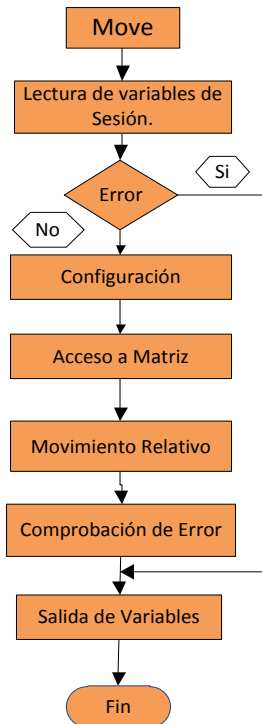 Move
Lectura de variables de
Sesión.
Error
Si
No
Configuración
Acceso a Matriz
Movimiento Relativo
Comprobación de Error
Salida de Variables
Fin